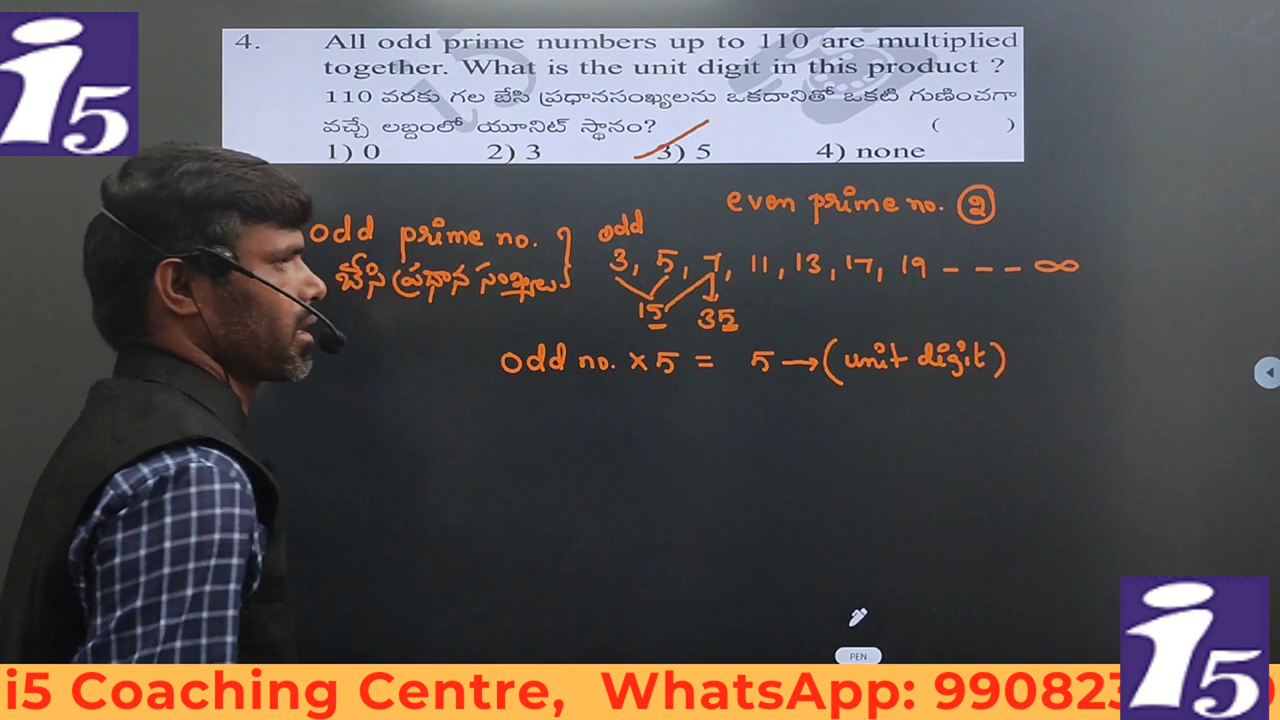 i5
4. All odd prime numbers up to 110 are multiplied
together. What is the unit digit in this product ?
110 వరకు గల బేసి ప్రధానసంఖ్యలను ఒకదానితో ఒకటి గుణించగా
వచ్చే లబ్దంలో యూనిట్ స్థానం? ( )
1) 0 2) 3 3) 5 4) none
even prime no. 2
odd prime no. odd
బేసి ప్రధాన సంఖ్యలు 3, 5, 7, 11, 13, 17, 19 - - - ∞
15 35
odd no. × 5 = 5 → (unit digit)
PEN
i5 Coaching Centre, WhatsApp: 99082
i5